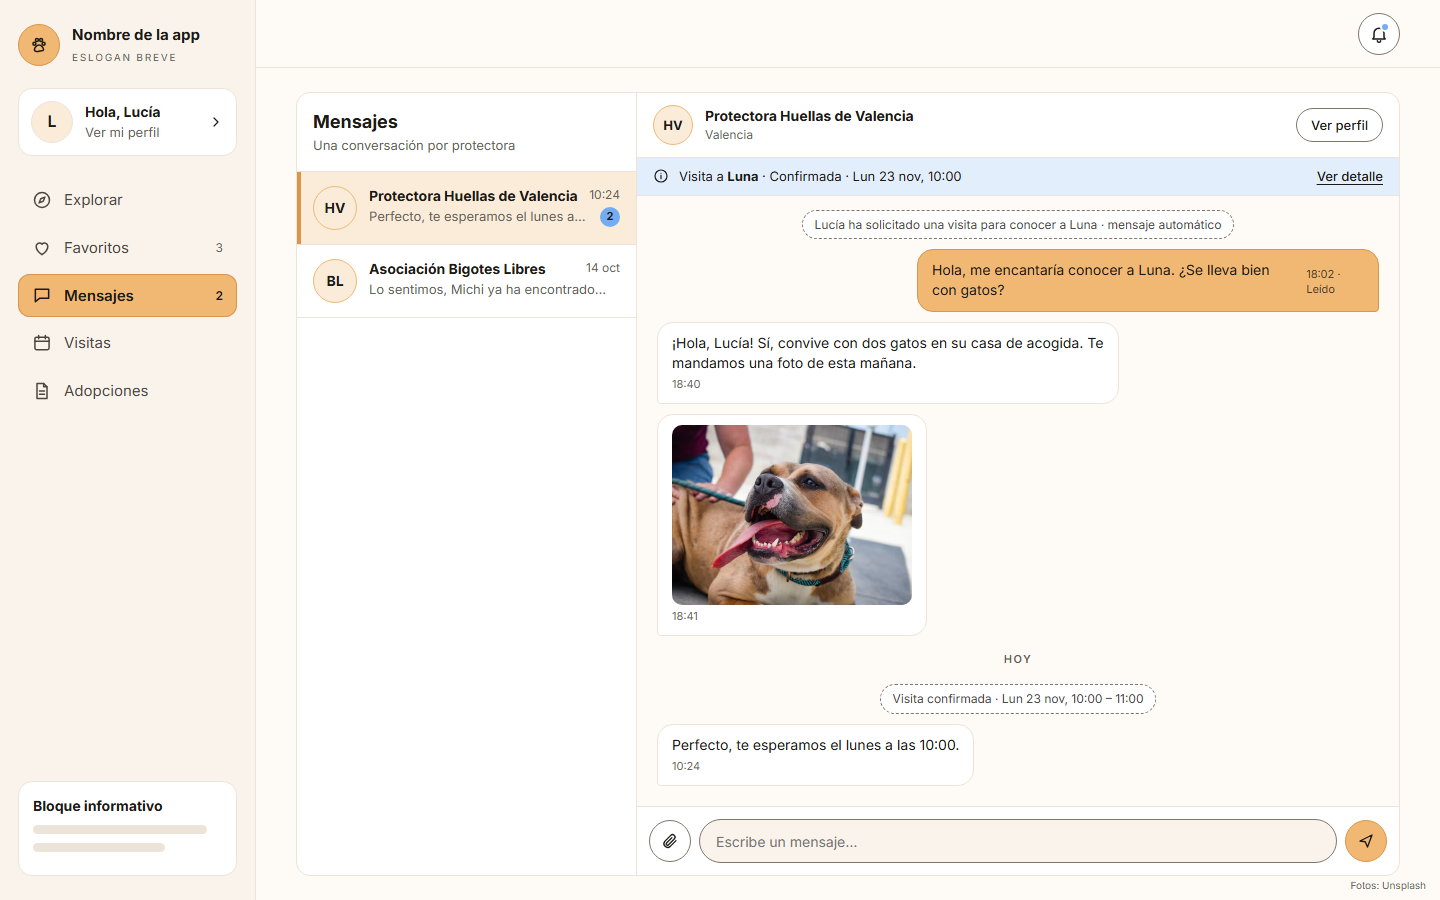 Nombre de la app
ESLOGAN BREVE
L
Hola, Lucía
Ver mi perfil
Explorar
Favoritos
3
Mensajes
2
Visitas
Adopciones
Bloque informativo
Mensajes
Una conversación por protectora
HV
Protectora Huellas de Valencia
10:24
Perfecto, te esperamos el lunes a...
2
BL
Asociación Bigotes Libres
14 oct
Lo sentimos, Michi ya ha encontrado...
HV
Protectora Huellas de Valencia
Valencia
Ver perfil
Visita a Luna · Confirmada · Lun 23 nov, 10:00
Ver detalle
Lucía ha solicitado una visita para conocer a Luna · mensaje automático
Hola, me encantaría conocer a Luna. ¿Se lleva bien
con gatos?
18:02 ·
Leído
¡Hola, Lucía! Sí, convive con dos gatos en su casa de acogida. Te
mandamos una foto de esta mañana.
18:40
18:41
HOY
Visita confirmada · Lun 23 nov, 10:00 – 11:00
Perfecto, te esperamos el lunes a las 10:00.
10:24
Escribe un mensaje...
Fotos: Unsplash